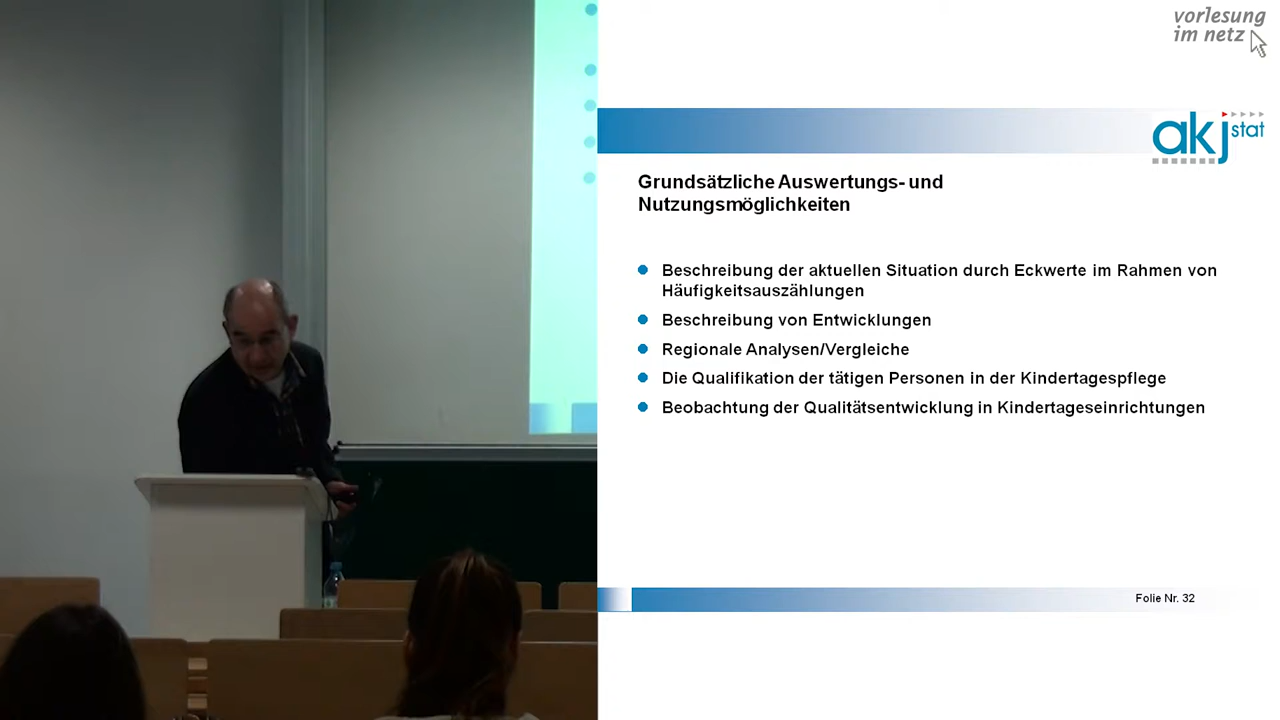 vorlesung
im netz
akj stat
Grundsätzliche Auswertungs- und
Nutzungsmöglichkeiten
Beschreibung der aktuellen Situation durch Eckwerte im Rahmen von
Häufigkeitsauszählungen
Beschreibung von Entwicklungen
Regionale Analysen/Vergleiche
Die Qualifikation der tätigen Personen in der Kindertagespflege
Beobachtung der Qualitätsentwicklung in Kindertageseinrichtungen
Folie Nr. 32